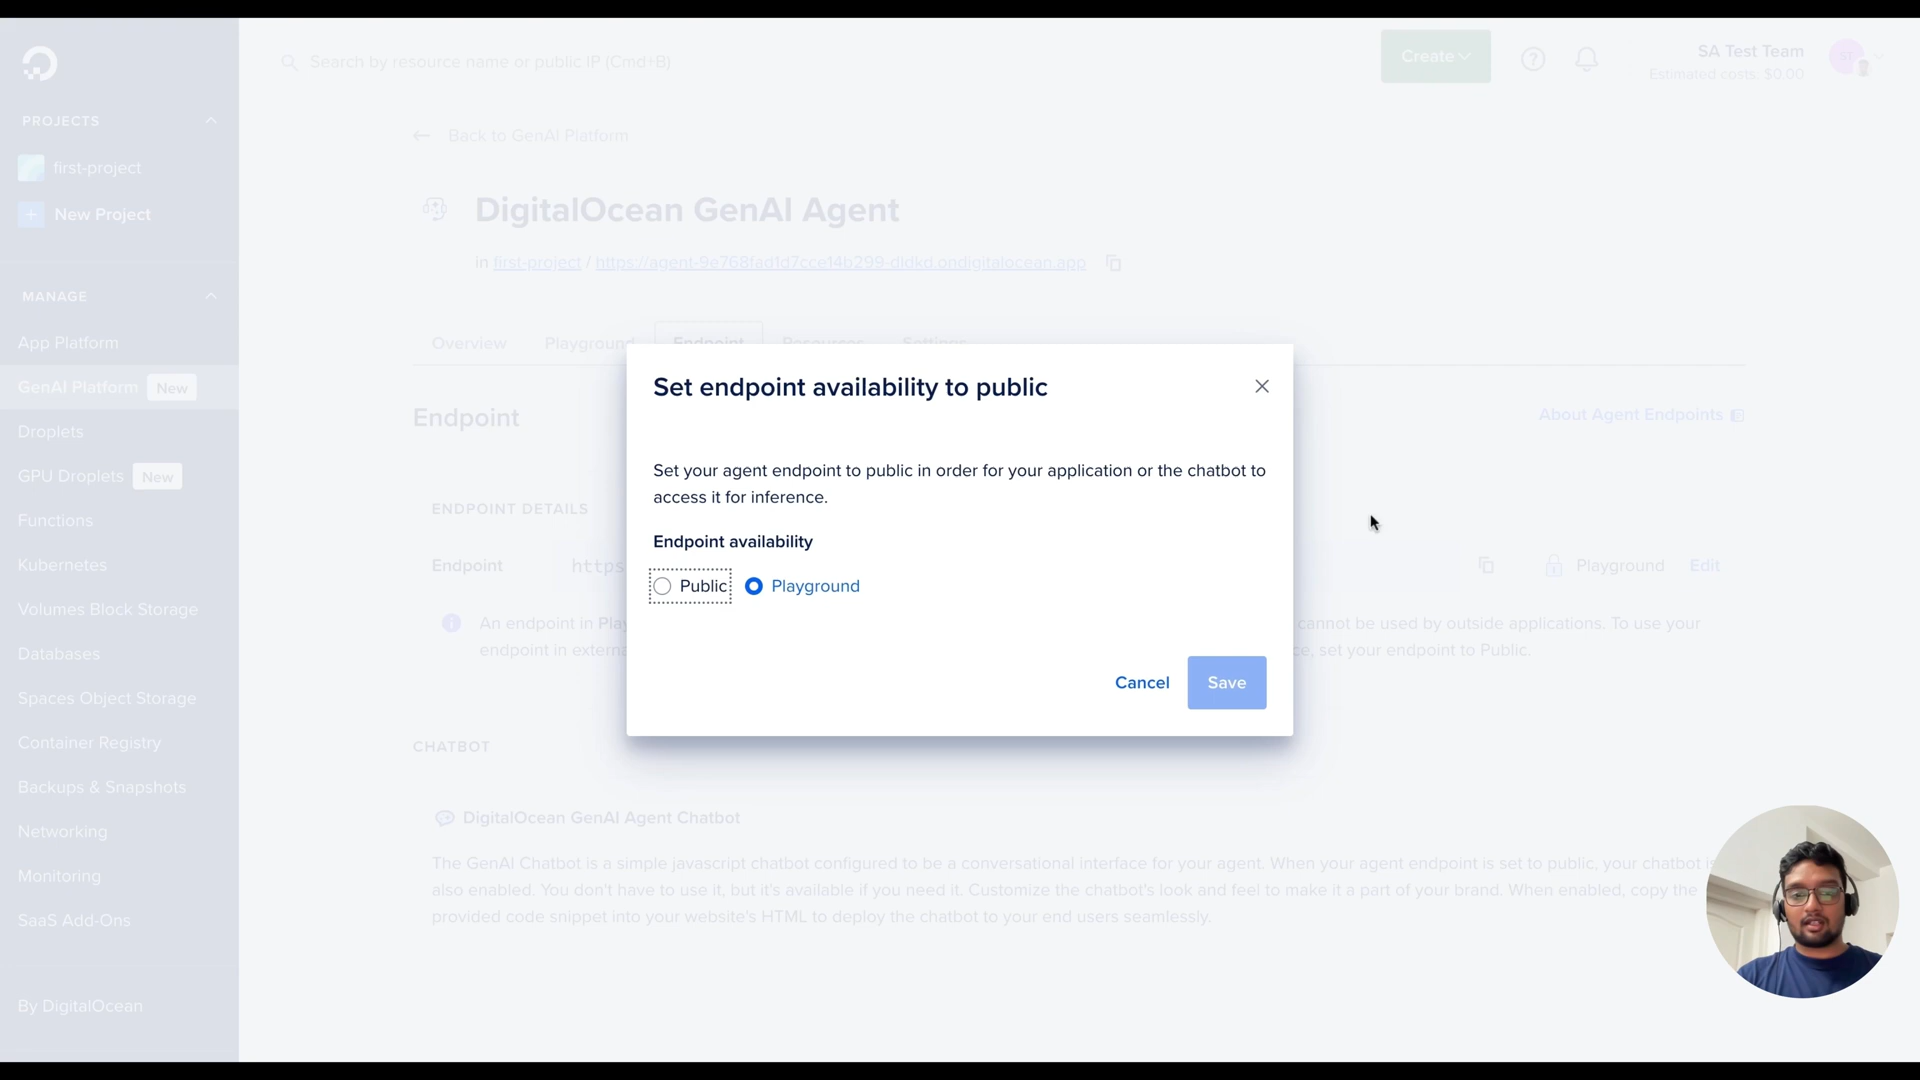 Search by resource name or public IP (Cmd+B)
Create
SA Test Team
Estimated costs: $0.00
ST
PROJECTS
first-project
+ New Project
MANAGE
App Platform
GenAI Platform New
Droplets
GPU Droplets New
Functions
Kubernetes
Volumes Block Storage
Databases
Spaces Object Storage
Container Registry
Backups & Snapshots
Networking
Monitoring
SaaS Add-Ons
By DigitalOcean
← Back to GenAI Platform
DigitalOcean GenAI Agent
in first-project / https://agent-9e768fad1d7cce14b299-dldkd.ondigitalocean.app
Overview Playground Endpoint Resources Settings
Endpoint
About Agent Endpoints
ENDPOINT DETAILS
Endpoint https
Playground Edit
An endpoint in Play
cannot be used by outside applications. To use your
endpoint in externa
ce, set your endpoint to Public.
Set endpoint availability to public
Set your agent endpoint to public in order for your application or the chatbot to
access it for inference.
Endpoint availability
Public Playground
Cancel Save
CHATBOT
DigitalOcean GenAI Agent Chatbot
The GenAI Chatbot is a simple javascript chatbot configured to be a conversational interface for your agent. When your agent endpoint is set to public, your chatbot is
also enabled. You don't have to use it, but it's available if you need it. Customize the chatbot's look and feel to make it a part of your brand. When enabled, copy the
provided code snippet into your website's HTML to deploy the chatbot to your end users seamlessly.